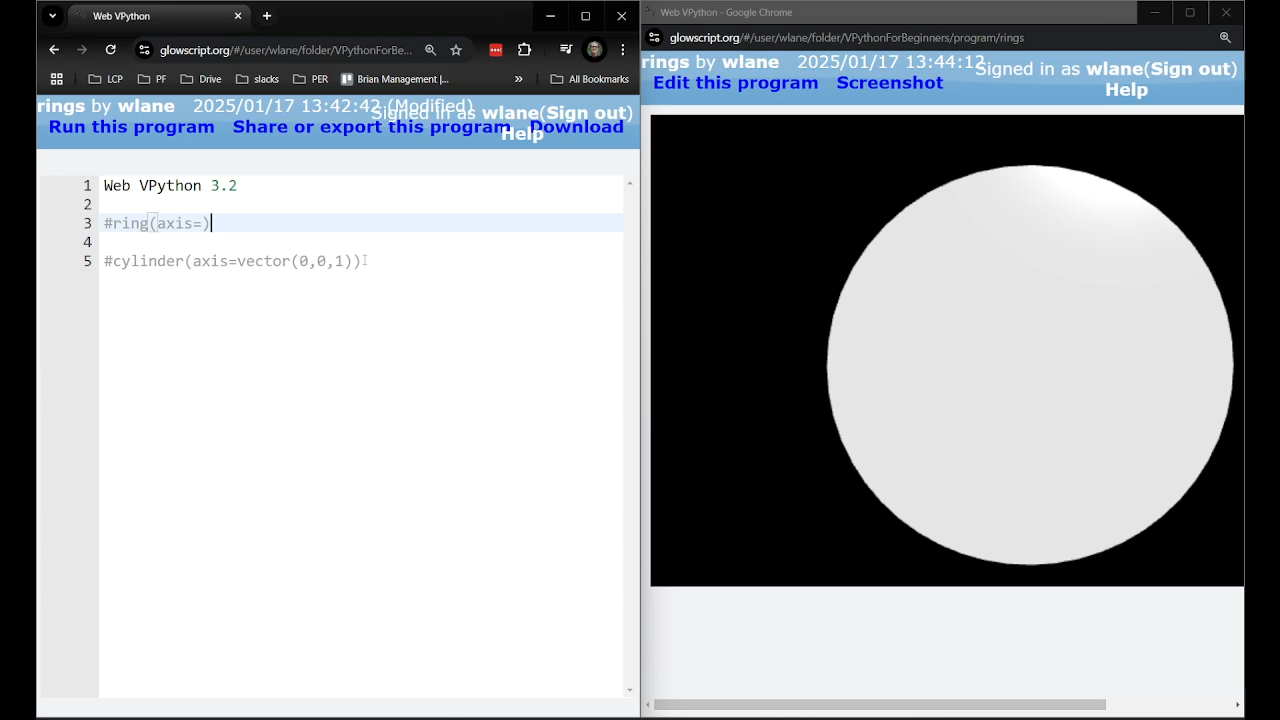 Web VPython
glowscript.org/#/user/wlane/folder/VPythonForBe...
LCP PF Drive slacks PER Brian Management |... » All Bookmarks
rings by wlane 2025/01/17 13:42:42 (Modified)
Signed in as wlane(Sign out)
Run this program Share or export this program Download
Help
1 Web VPython 3.2
2
3 #ring(axis=)
4
5 #cylinder(axis=vector(0,0,1))
Web VPython - Google Chrome
glowscript.org/#/user/wlane/folder/VPythonForBeginners/program/rings
rings by wlane 2025/01/17 13:44:12
Signed in as wlane(Sign out)
Edit this program Screenshot
Help